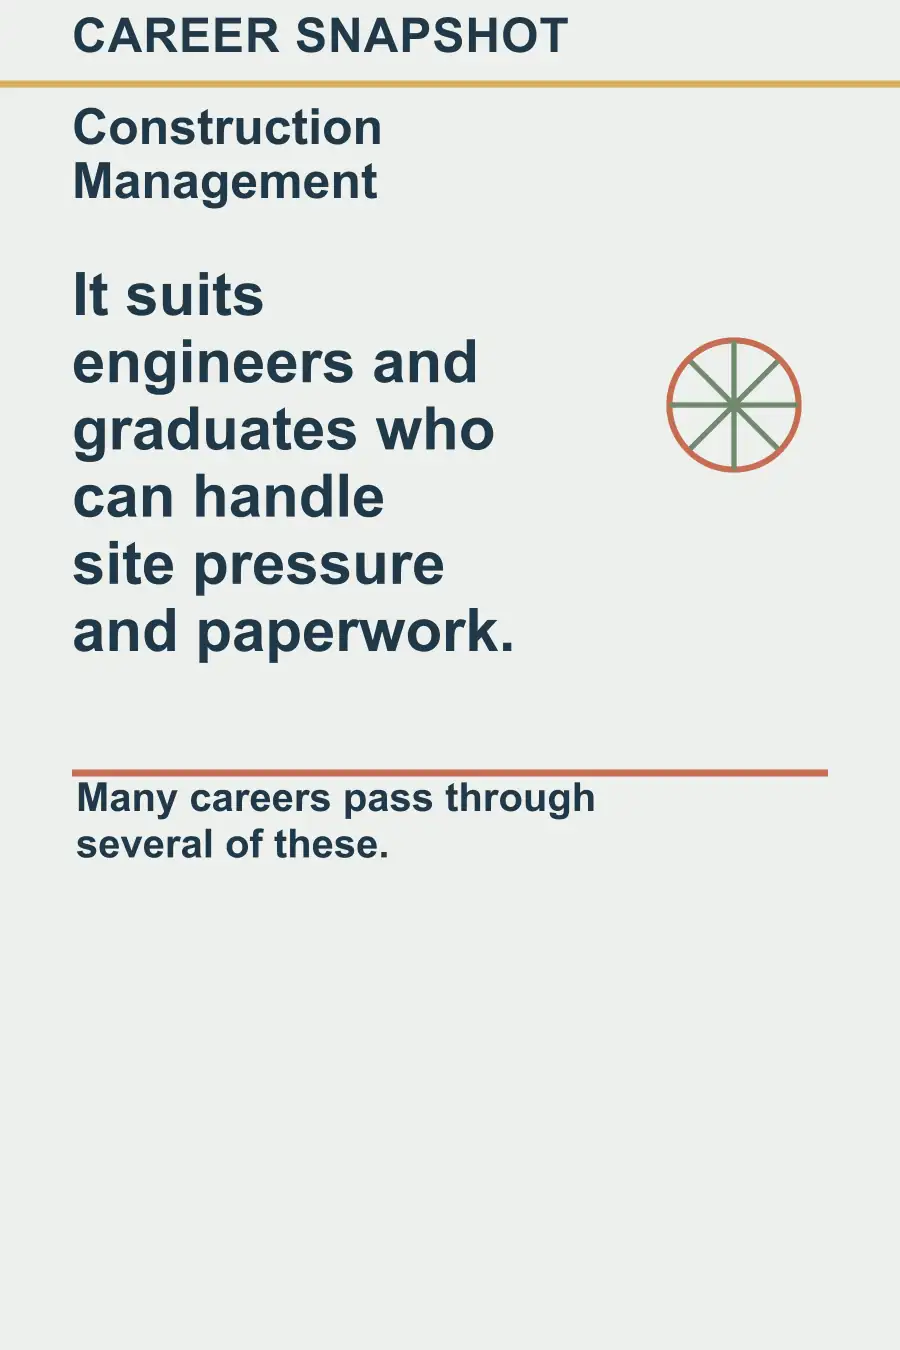 CAREER SNAPSHOT
Construction
Management
It suits
engineers and
graduates who
can handle
site pressure
and paperwork.
Many careers pass through
several of these.